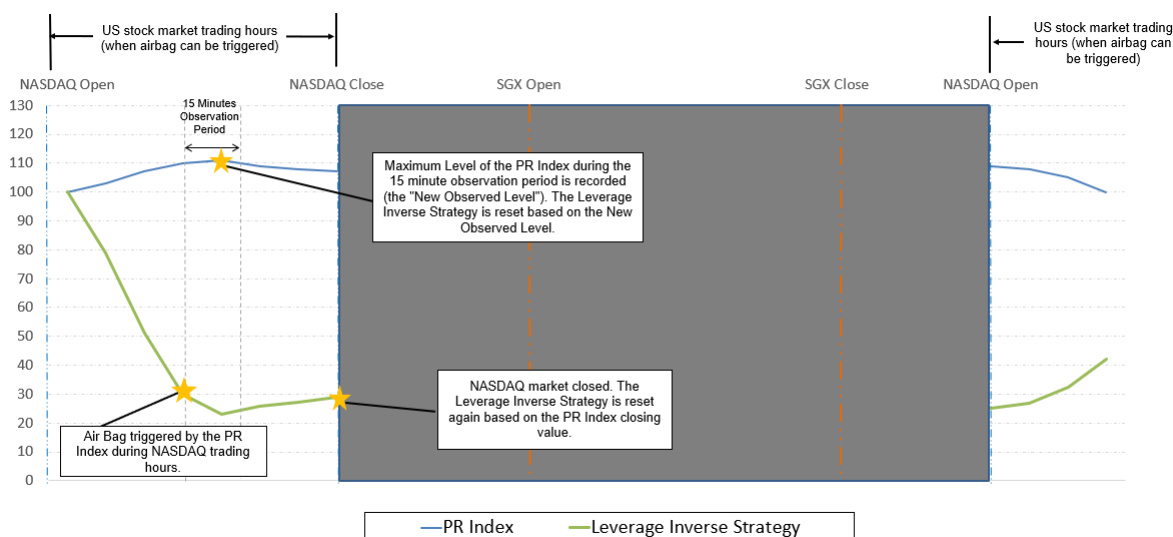 US stock market trading hours
(when airbag can be triggered)
US stock market trading
hours (when airbag can
be triggered)
NASDAQ Open
NASDAQ Close
SGX Open
SGX Close
NASDAQ Open
130
120
110
100
90
80
70
60
50
40
30
20
10
0
15 Minutes
Observation
Period
Maximum Level of the PR Index during the
15 minute observation period is recorded
(the "New Observed Level"). The Leverage
Inverse Strategy is reset based on the New
Observed Level.
NASDAQ market closed. The
Leverage Inverse Strategy is reset
again based on the PR Index closing
value.
Air Bag triggered by the PR
Index during NASDAQ trading
hours.
PR Index
Leverage Inverse Strategy